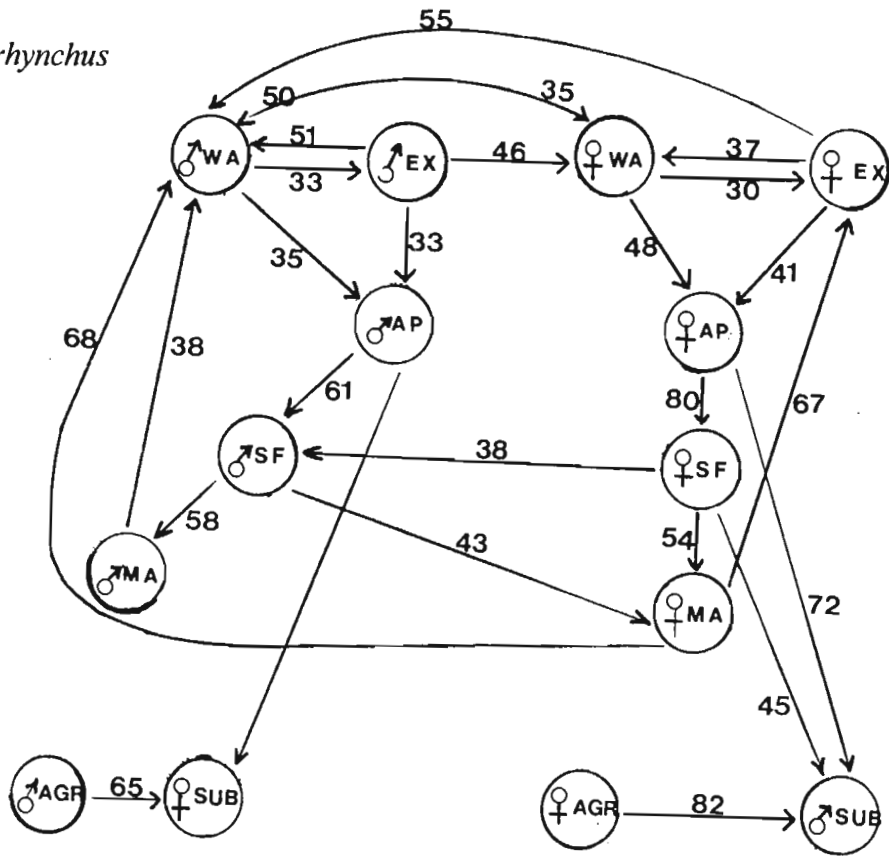 55
rhynchus
50
35
♂WA
51
33
♂EX
46
♀WA
37
30
♀EX
35
33
48
41
♂AP
♀AP
68
38
61
80
67
♂SF
38
♀SF
58
43
54
♂MA
♀MA
72
45
♂AGR
65
♀SUB
♀AGR
82
♂SUB